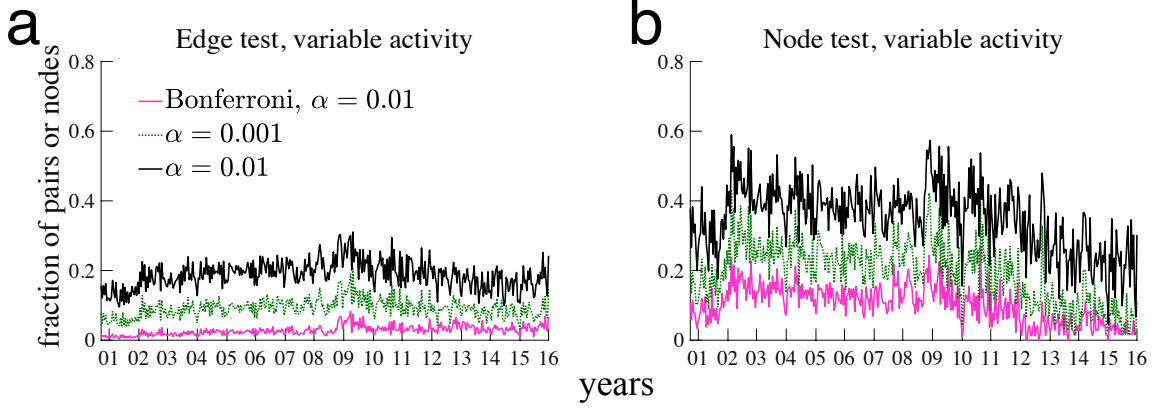 a
Edge test, variable activity
fraction of pairs or nodes
0.8
0.6
0.4
0.2
0
Bonferroni, α = 0.01
α = 0.001
α = 0.01
01 02 03 04 05 06 07 08 09 10 11 12 13 14 15 16
b
Node test, variable activity
0.8
0.6
0.4
0.2
0
01 02 03 04 05 06 07 08 09 10 11 12 13 14 15 16
years